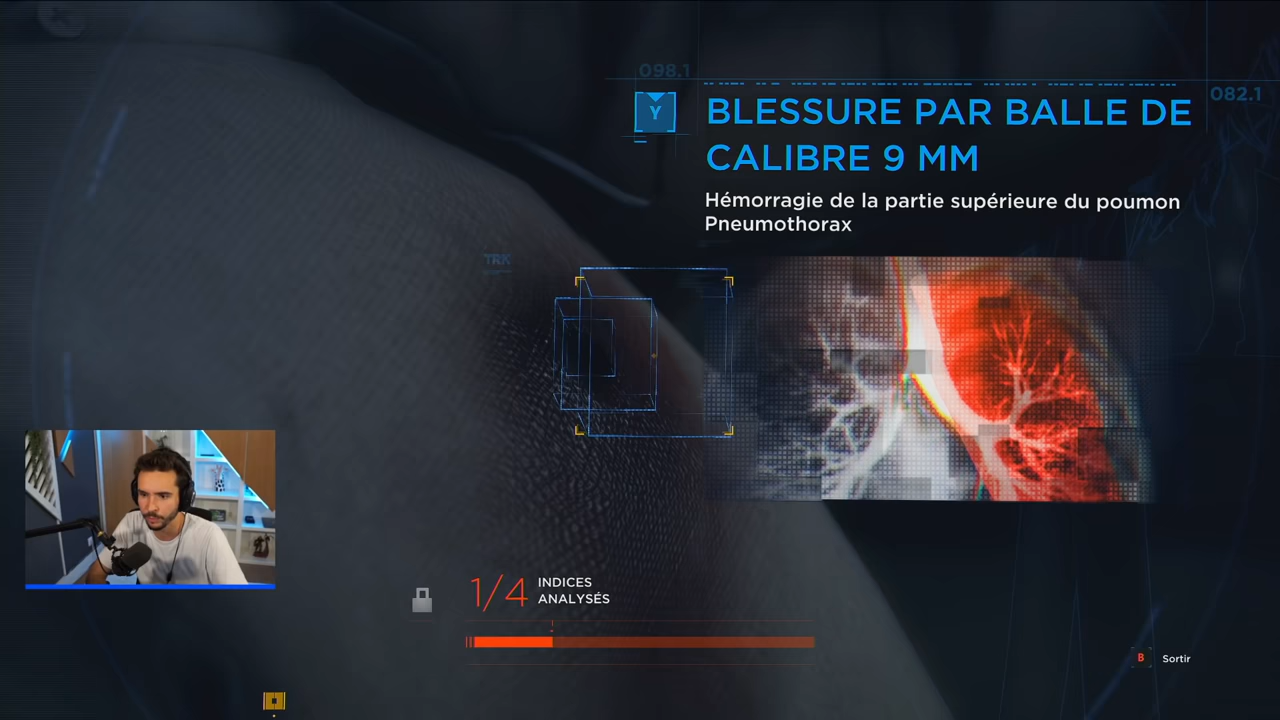 098.1
082.1
Y
BLESSURE PAR BALLE DE
CALIBRE 9 MM
Hémorragie de la partie supérieure du poumon
Pneumothorax
TRK
1/4
INDICES
ANALYSÉS
B Sortir